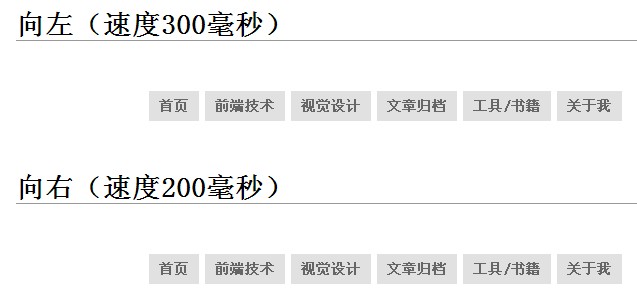 向左（速度300毫秒）
首页 前端技术 视觉设计 文章归档 工具/书籍 关于我
向右（速度200毫秒）
首页 前端技术 视觉设计 文章归档 工具/书籍 关于我